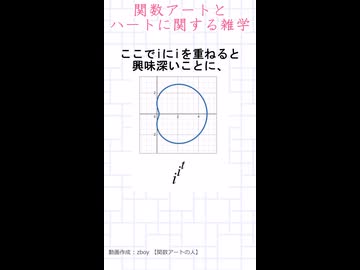 関数アートと
ハートに関する雑学
ここでiにiを重ねると
興味深いことに、
i^{i^t}
動画作成：zboy 【関数アートの人】